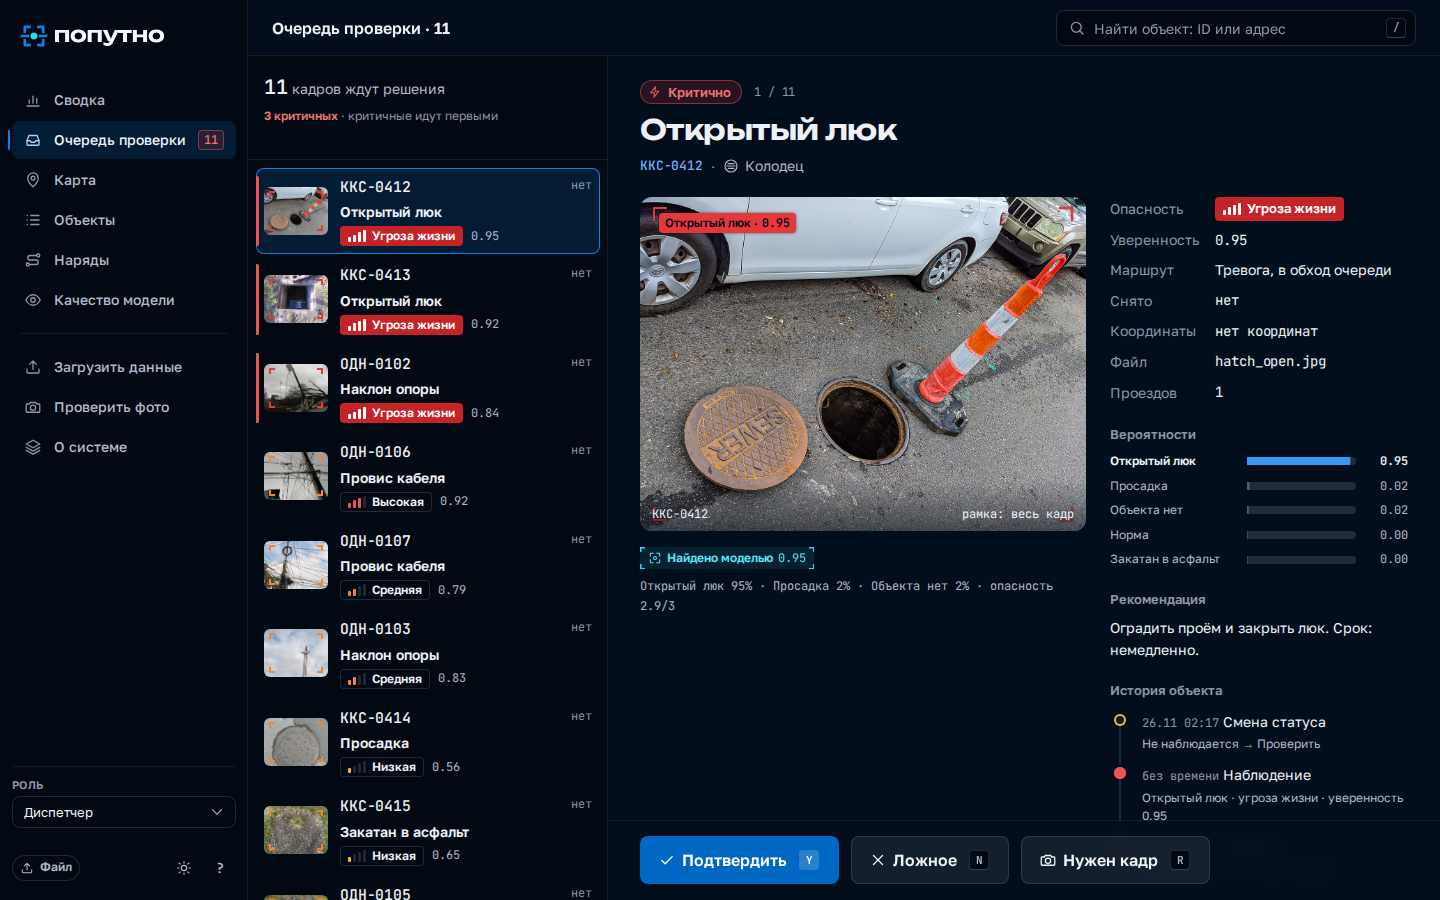 ПОПУТНО
Сводка
Очередь проверки 11
Карта
Объекты
Наряды
Качество модели
Загрузить данные
Проверить фото
О системе
РОЛЬ
Диспетчер
Файл
?
Очередь проверки · 11
Найти объект: ID или адрес /
11 кадров ждут решения
3 критичных · критичные идут первыми
ККС-0412 нет
Открытый люк
Угроза жизни 0.95
ККС-0413 нет
Открытый люк
Угроза жизни 0.92
ОДН-0102 нет
Наклон опоры
Угроза жизни 0.84
ОДН-0106 нет
Провис кабеля
Высокая 0.92
ОДН-0107 нет
Провис кабеля
Средняя 0.79
ОДН-0103 нет
Наклон опоры
Средняя 0.83
ККС-0414 нет
Просадка
Низкая 0.56
ККС-0415 нет
Закатан в асфальт
Низкая 0.65
ОДН-0105 нет
Критично 1 / 11
Открытый люк
ККС-0412 · Колодец
Открытый люк · 0.95
SEWER
ККС-0412 рамка: весь кадр
Найдено моделью 0.95
Открытый люк 95% · Просадка 2% · Объекта нет 2% · опасность
2.9/3
Опасность Угроза жизни
Уверенность 0.95
Маршрут Тревога, в обход очереди
Снято нет
Координаты нет координат
Файл hatch_open.jpg
Проездов 1
Вероятности
Открытый люк 0.95
Просадка 0.02
Объекта нет 0.02
Норма 0.00
Закатан в асфальт 0.00
Рекомендация
Оградить проём и закрыть люк. Срок:
немедленно.
История объекта
26.11 02:17 Смена статуса
Не наблюдается → Проверить
без времени Наблюдение
Открытый люк · угроза жизни · уверенность
0.95
Подтвердить Y
Ложное N
Нужен кадр R